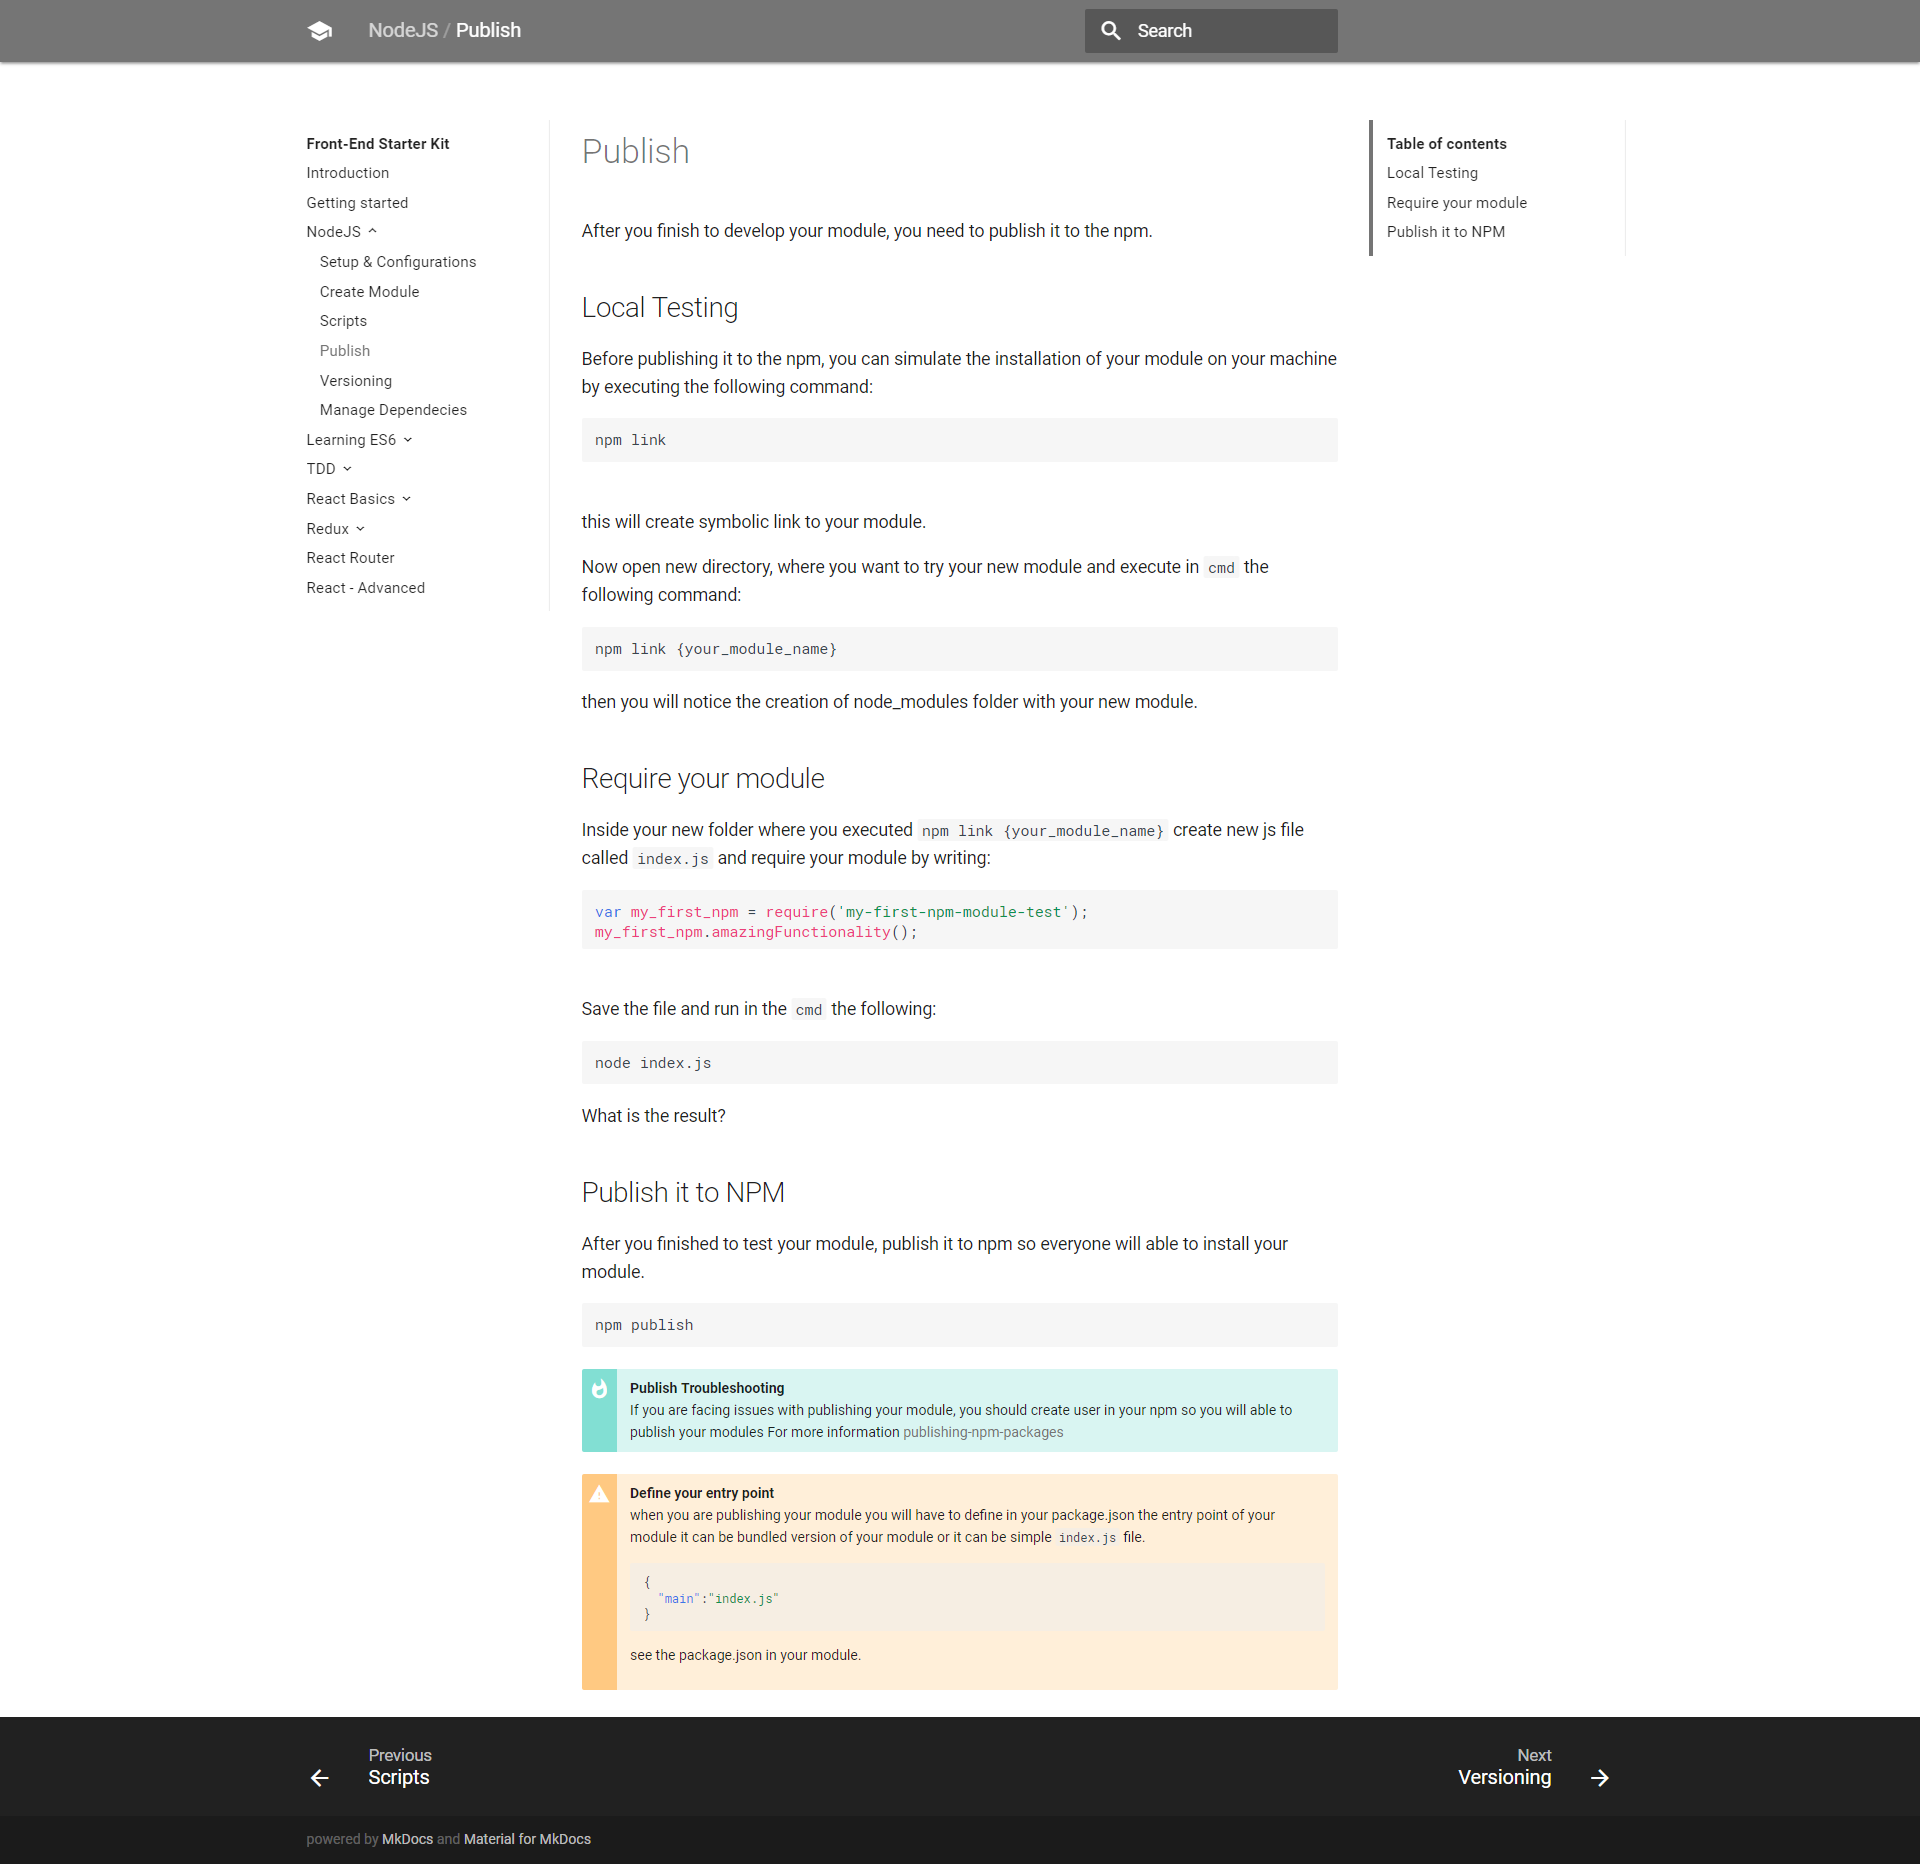 NodeJS / Publish
Search
Front-End Starter Kit
Introduction
Getting started
NodeJS
Setup & Configurations
Create Module
Scripts
Publish
Versioning
Manage Dependecies
Learning ES6
TDD
React Basics
Redux
React Router
React - Advanced
Publish
After you finish to develop your module, you need to publish it to the npm.
Local Testing
Before publishing it to the npm, you can simulate the installation of your module on your machine
by executing the following command:
npm link
this will create symbolic link to your module.
Now open new directory, where you want to try your new module and execute in cmd the
following command:
npm link {your_module_name}
then you will notice the creation of node_modules folder with your new module.
Require your module
Inside your new folder where you executed npm link {your_module_name} create new js file
called index.js and require your module by writing:
var my_first_npm = require('my-first-npm-module-test');
my_first_npm.amazingFunctionality();
Save the file and run in the cmd the following:
node index.js
What is the result?
Publish it to NPM
After you finished to test your module, publish it to npm so everyone will able to install your
module.
npm publish
Publish Troubleshooting
If you are facing issues with publishing your module, you should create user in your npm so you will able to
publish your modules For more information publishing-npm-packages
Define your entry point
when you are publishing your module you will have to define in your package.json the entry point of your
module it can be bundled version of your module or it can be simple index.js file.
{
"main":"index.js"
}
see the package.json in your module.
Table of contents
Local Testing
Require your module
Publish it to NPM
Previous
Scripts
Next
Versioning
powered by MkDocs and Material for MkDocs